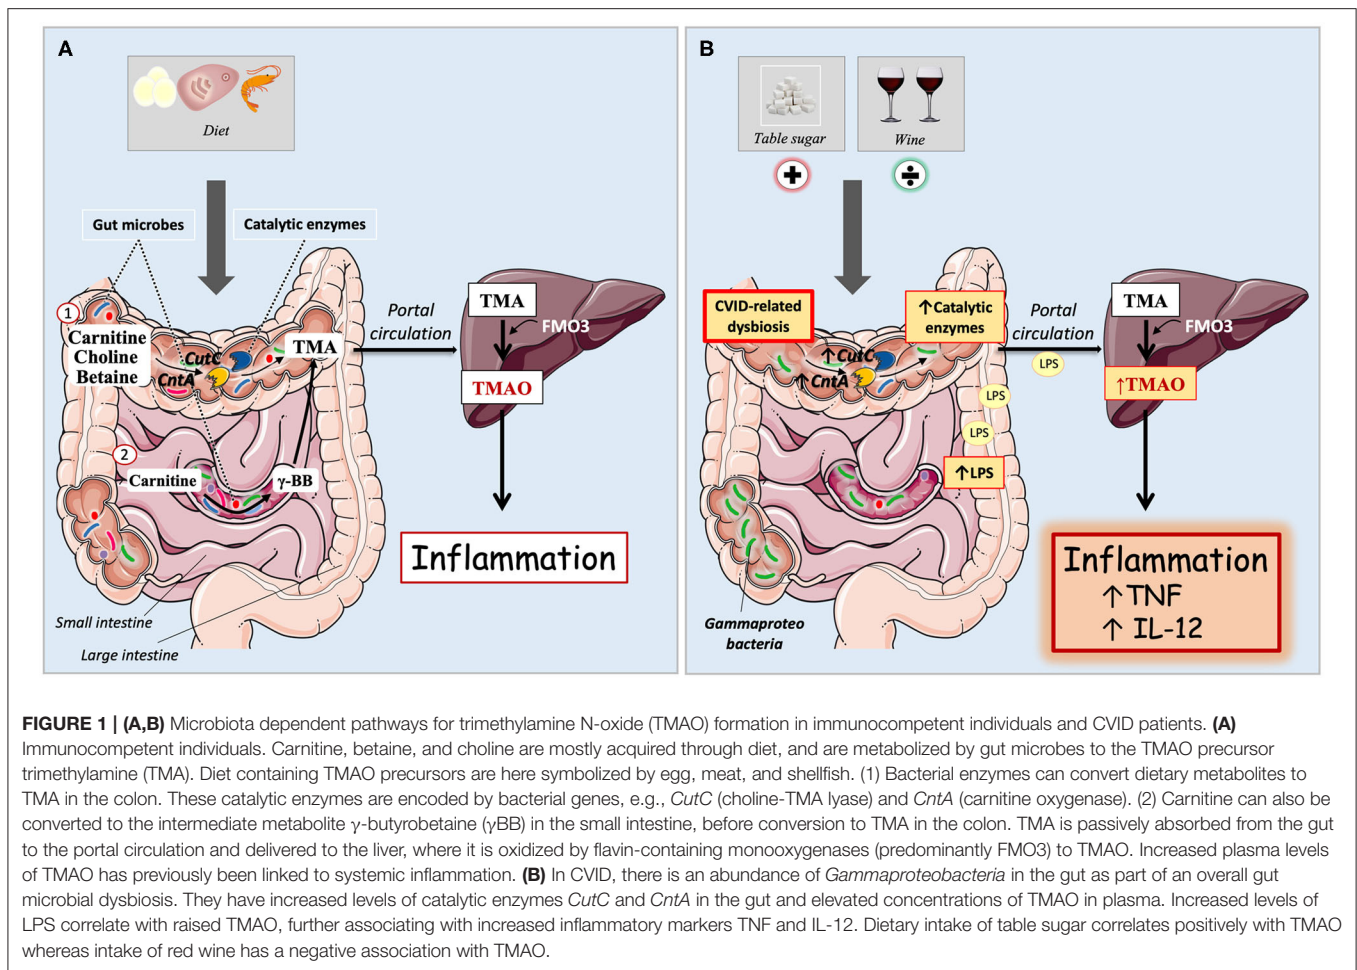 A
Diet
Gut microbes
Catalytic enzymes
1
Carnitine
Choline
Betaine
CutC
CntA
TMA
Portal
circulation
TMA
FMO3
TMAO
2
Carnitine
γ-BB
Inflammation
Small intestine
Large intestine
B
Table sugar
Wine
+
÷
CVID-related
dysbiosis
↑Catalytic
enzymes
↑CutC
↑CntA
Portal
circulation
LPS
TMA
FMO3
↑TMAO
LPS
LPS
↑LPS
Gammaproteo
bacteria
Inflammation
↑TNF
↑ IL-12
FIGURE 1 | (A,B) Microbiota dependent pathways for trimethylamine N-oxide (TMAO) formation in immunocompetent individuals and CVID patients. (A)
Immunocompetent individuals. Carnitine, betaine, and choline are mostly acquired through diet, and are metabolized by gut microbes to the TMAO precursor
trimethylamine (TMA). Diet containing TMAO precursors are here symbolized by egg, meat, and shellfish. (1) Bacterial enzymes can convert dietary metabolites to
TMA in the colon. These catalytic enzymes are encoded by bacterial genes, e.g., CutC (choline-TMA lyase) and CntA (carnitine oxygenase). (2) Carnitine can also be
converted to the intermediate metabolite γ-butyrobetaine (γBB) in the small intestine, before conversion to TMA in the colon. TMA is passively absorbed from the gut
to the portal circulation and delivered to the liver, where it is oxidized by flavin-containing monooxygenases (predominantly FMO3) to TMAO. Increased plasma levels
of TMAO has previously been linked to systemic inflammation. (B) In CVID, there is an abundance of Gammaproteobacteria in the gut as part of an overall gut
microbial dysbiosis. They have increased levels of catalytic enzymes CutC and CntA in the gut and elevated concentrations of TMAO in plasma. Increased levels of
LPS correlate with raised TMAO, further associating with increased inflammatory markers TNF and IL-12. Dietary intake of table sugar correlates positively with TMAO
whereas intake of red wine has a negative association with TMAO.